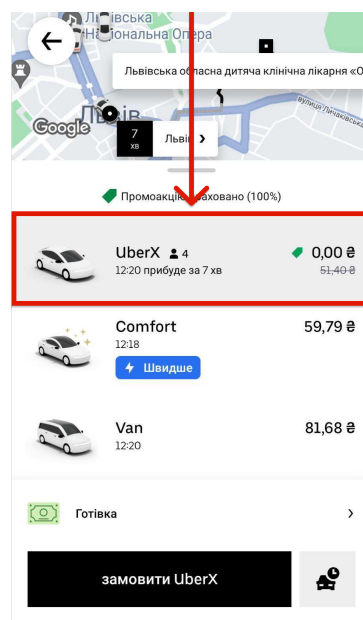 Львівська
Національна Опера
Львівська обласна дитяча клінічна лікарня «О
вулиця Личаківська
Львів
Google
7
хв
Львів
Промоакцію враховано (100%)
UberX 4
0,00 ₴
12:20 прибуде за 7 хв
51,40 ₴
Comfort
59,79 ₴
12:18
Швидше
Van
81,68 ₴
12:20
Готівка
замовити UberX